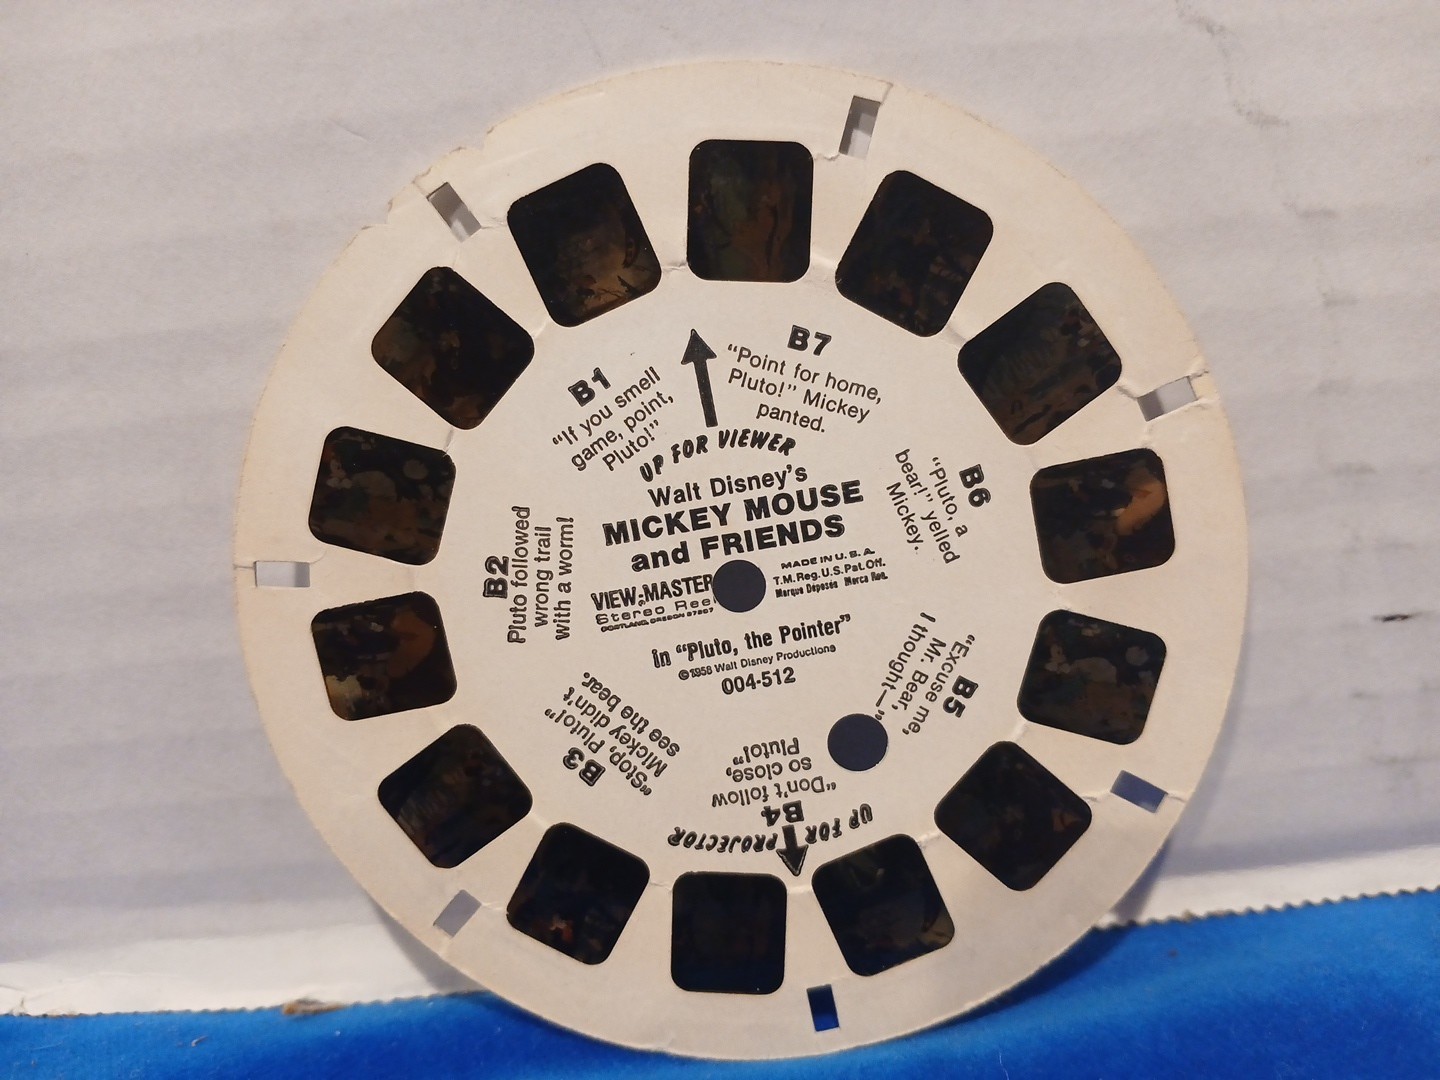 UP FOR VIEWER
Walt Disney's
MICKEY MOUSE
and FRIENDS
VIEW-MASTER
Stereo Reel
PORTLAND, OREGON 97207
MADE IN U.S.A.
T.M. Reg. U.S. Pat. Off.
Marque Déposée Marca Reg.
in "Pluto, the Pointer"
©1958 Walt Disney Productions
004-512
B1
"If you smell
game, point,
Pluto!"
B2
Pluto followed
wrong trail
with a worm!
B3
"Stop, Pluto!"
Mickey didn't
see the bear.
B4
"Don't follow
so close,
Pluto!"
B5
"Excuse me,
Mr. Bear,
I thought—"
B6
"Pluto, a
bear!" yelled
Mickey.
B7
"Point for home,
Pluto!" Mickey
panted.
UP FOR PROJECTOR